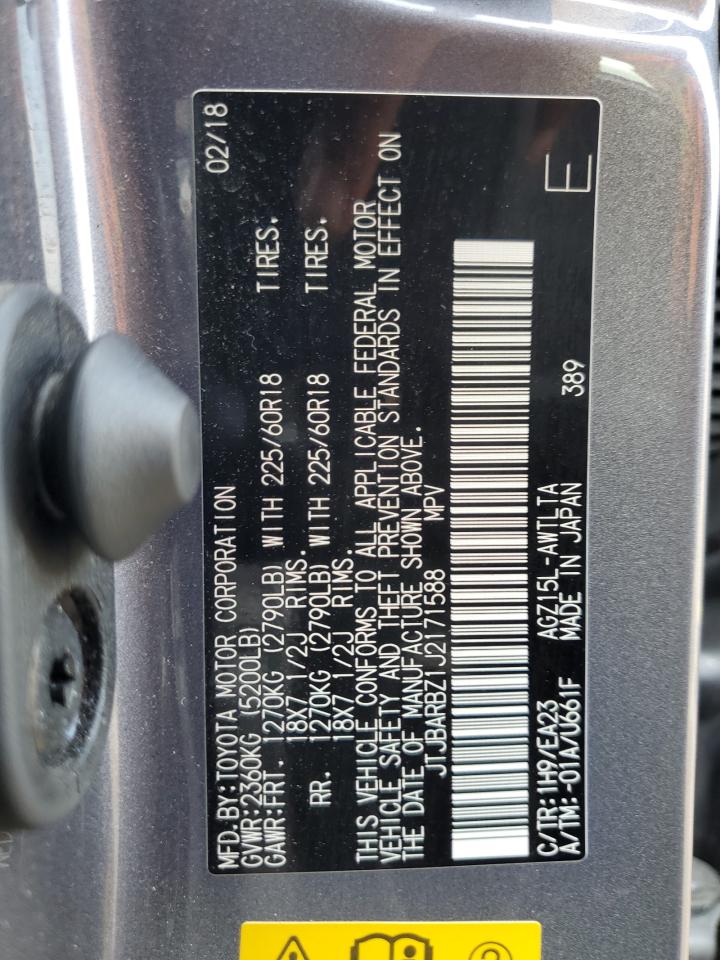 MFD.BY:TOYOTA MOTOR CORPORATION 02/18
GVWR:2360KG (5200LB)
GAWR:FRT. 1270KG (2790LB) WITH 225/60R18 TIRES.
18X7 1/2J RIMS.
RR. 1270KG (2790LB) WITH 225/60R18 TIRES.
18X7 1/2J RIMS.
THIS VEHICLE CONFORMS TO ALL APPLICABLE FEDERAL MOTOR
VEHICLE SAFETY AND THEFT PREVENTION STANDARDS IN EFFECT ON
THE DATE OF MANUFACTURE SHOWN ABOVE.
JTJBARBZ1J2171588 MPV
C/TR:1H9/EA23 AGZ15L-AWTLTA
A/TM:-01A/U661F MADE IN JAPAN 389 E